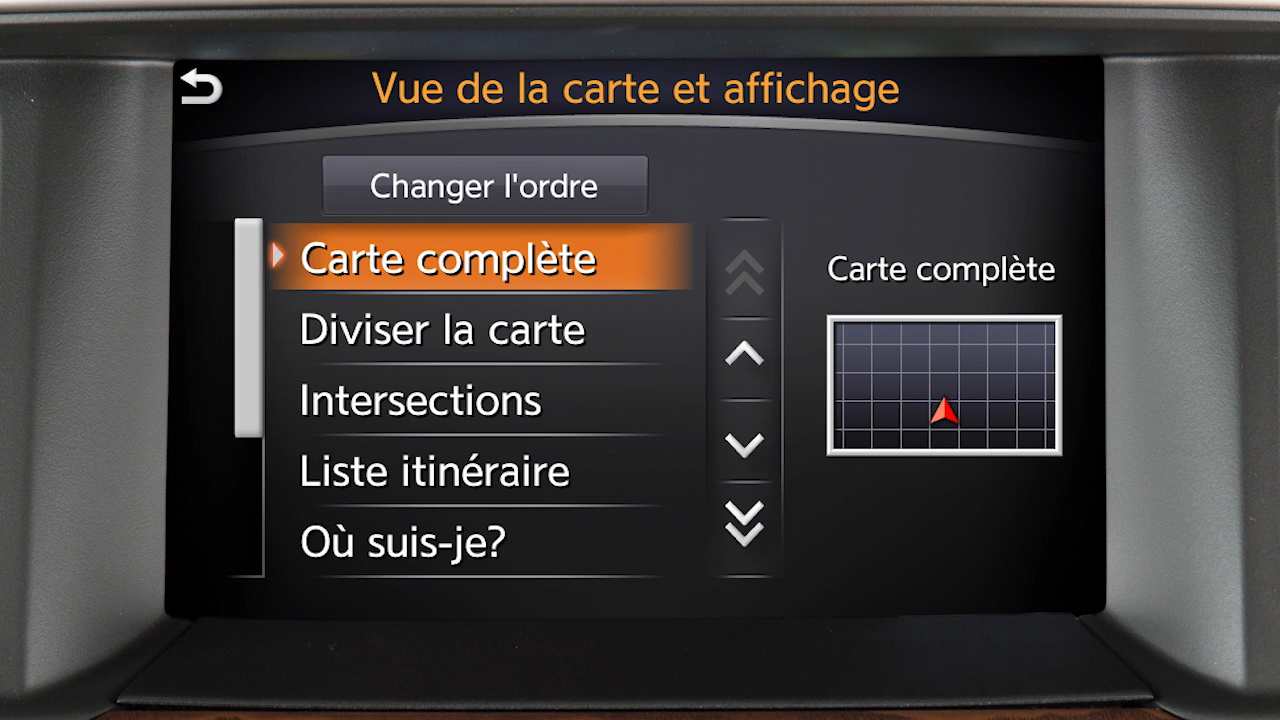 Vue de la carte et affichage
Changer l'ordre
Carte complète
Diviser la carte
Intersections
Liste itinéraire
Où suis-je?
Carte complète